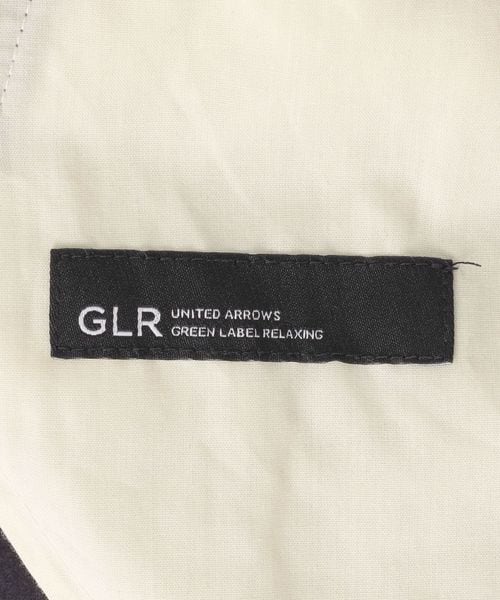 GLR
UNITED ARROWS
GREEN LABEL RELAXING